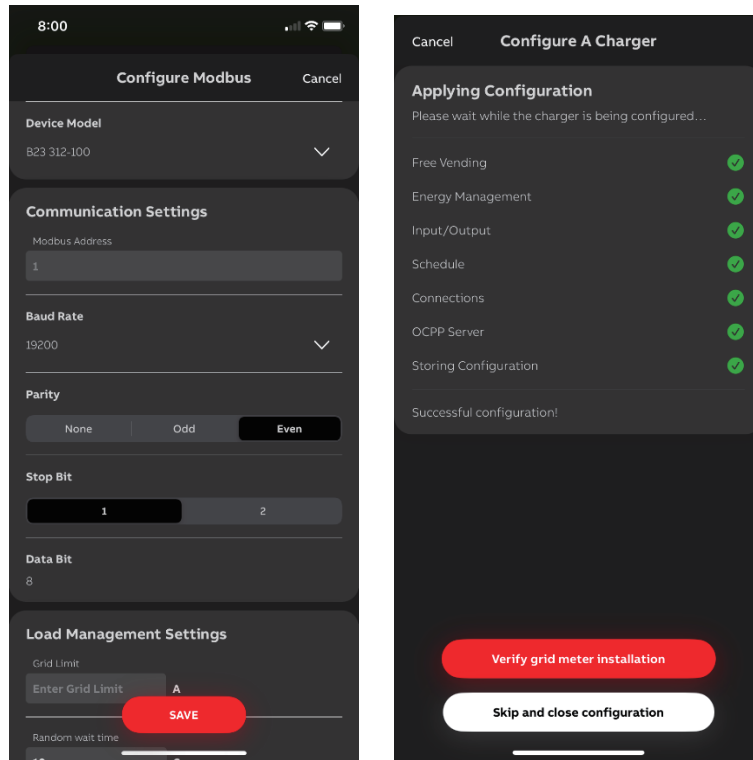 8:00
Configure Modbus Cancel
Device Model
B23 312-100
Communication Settings
Modbus Address
1
Baud Rate
19200
Parity
None Odd Even
Stop Bit
1 2
Data Bit
8
Load Management Settings
Grid Limit
Enter Grid Limit A
SAVE
Random wait time
Cancel Configure A Charger
Applying Configuration
Please wait while the charger is being configured...
Free Vending
Energy Management
Input/Output
Schedule
Connections
OCPP Server
Storing Configuration
Successful configuration!
Verify grid meter installation
Skip and close configuration